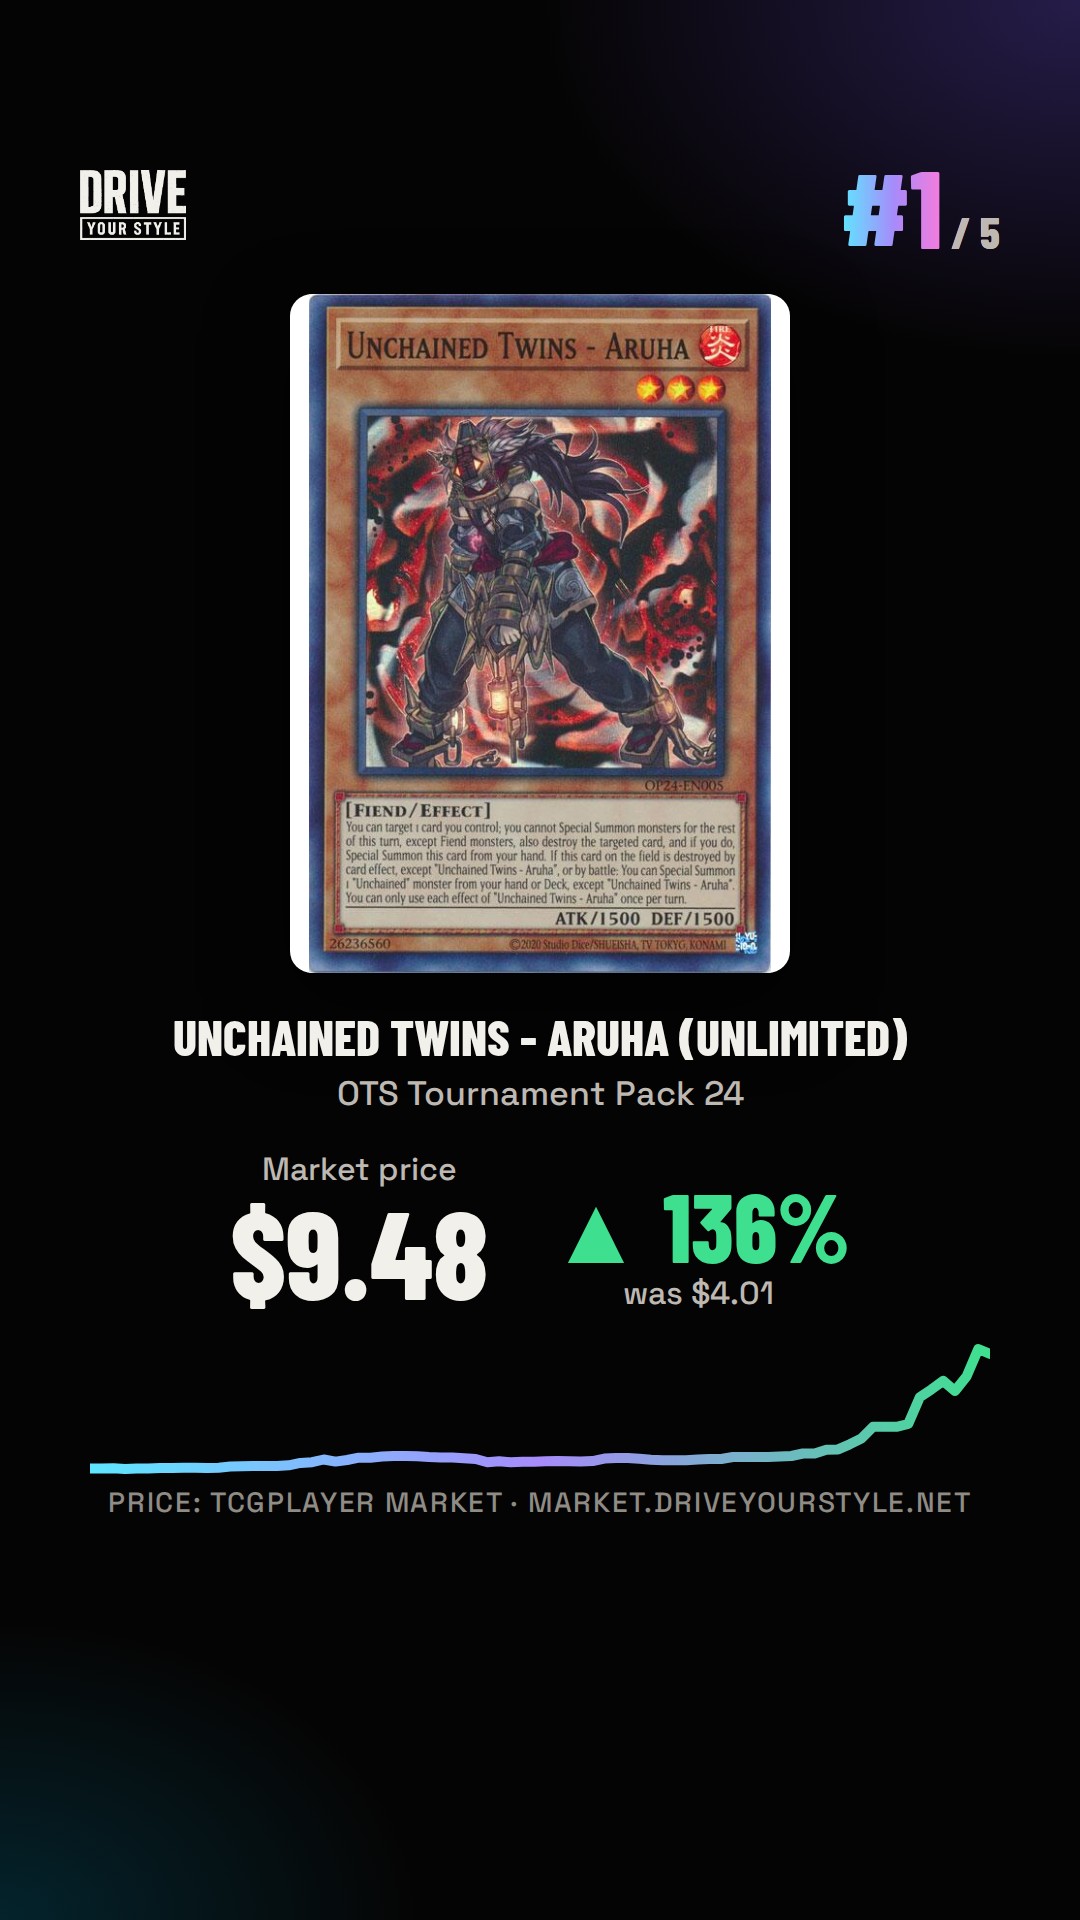 DRIVE
YOUR STYLE
#1 / 5
UNCHAINED TWINS - ARUHA
炎
OP24-EN005
[FIEND/EFFECT]
You can target 1 card you control; you cannot Special Summon monsters for the rest
of this turn, except Fiend monsters, also destroy the targeted card, and if you do,
Special Summon this card from your hand. If this card on the field is destroyed by
card effect, except "Unchained Twins - Aruha", or by battle: You can Special Summon
1 "Unchained" monster from your hand or Deck, except "Unchained Twins - Aruha".
You can only use each effect of "Unchained Twins - Aruha" once per turn.
ATK/1500 DEF/1500
26236560 ©2020 Studio Dice/SHUEISHA, TV TOKYO, KONAMI
UNCHAINED TWINS - ARUHA (UNLIMITED)
OTS Tournament Pack 24
Market price
$9.48
▲ 136%
was $4.01
PRICE: TCGPLAYER MARKET · MARKET.DRIVEYOURSTYLE.NET